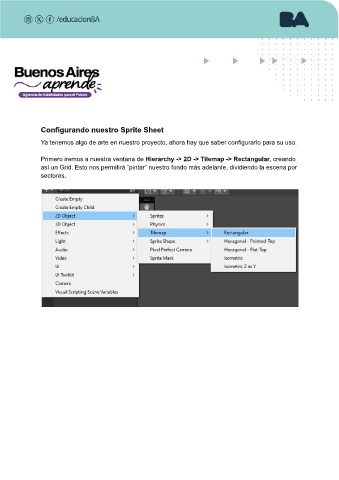 /educacionBA
BA
Buenos Aires
aprende
Agencia de Habilidades para el Futuro
Configurando nuestro Sprite Sheet
Ya tenemos algo de arte en nuestro proyecto, ahora hay que saber configurarlo para su uso.
Primero iremos a nuestra ventana de Hierarchy -> 2D -> Tilemap -> Rectangular, creando
así un Grid. Esto nos permitirá “pintar” nuestro fondo más adelante, dividiendo la escena por
sectores.
Create Empty
Create Empty Child
2D Object
3D Object
Effects
Light
Audio
Video
UI
UI Toolkit
Camera
Visual Scripting Scene Variables
Sprites
Physics
Tilemap
Sprite Shape
Pixel Perfect Camera
Sprite Mask
Rectangular
Hexagonal - Pointed-Top
Hexagonal - Flat-Top
Isometric
Isometric Z as Y